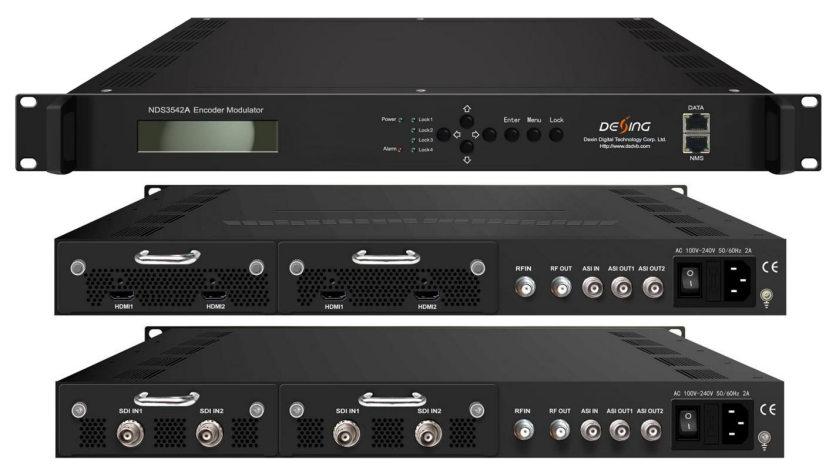 NDS3542A Encoder Modulator
Power
Alarm
Lock1
Lock2
Lock3
Lock4
Enter Menu Lock
DEXING
Dexin Digital Technology Corp. Ltd.
Http://www.dsdvb.com
DATA
NMS
HDMI1
HDMI2
HDMI1
HDMI2
RFIN RF OUT ASI IN ASI OUT1 ASI OUT2
AC 100V-240V 50/60Hz 2A
O
I
CE
SDI IN1 SDI IN2
SDI IN1 SDI IN2
RFIN RF OUT ASI IN ASI OUT1 ASI OUT2
AC 100V-240V 50/60Hz 2A
O
I
CE